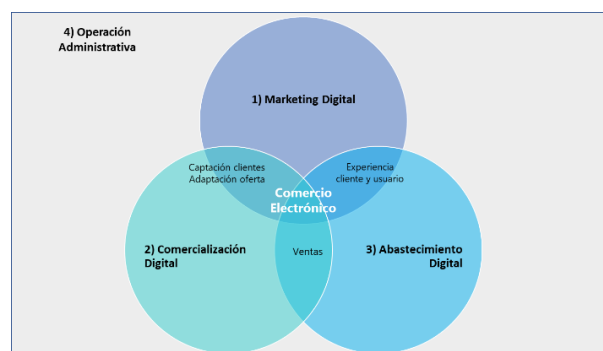 4) Operación
Administrativa
1) Marketing Digital
Captación clientes
Adaptación oferta
Experiencia
cliente y usuario
Comercio
Electrónico
2) Comercialización
Digital
Ventas
3) Abastecimiento
Digital